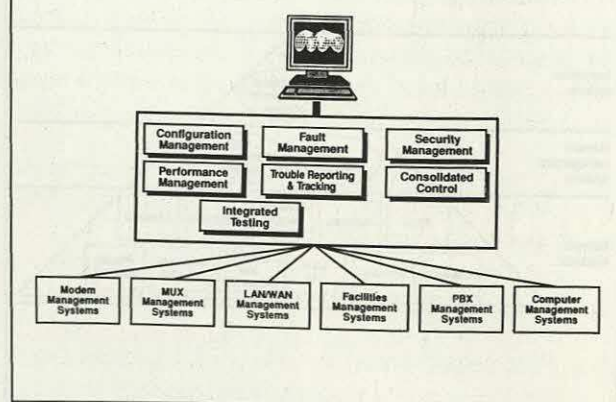 Configuration
Management
Fault
Management
Security
Management
Performance
Management
Trouble Reporting
& Tracking
Consolidated
Control
Integrated
Testing
Modem
Management
Systems
MUX
Management
Systems
LAN/WAN
Management
Systems
Facilities
Management
Systems
PBX
Management
Systems
Computer
Management
Systems